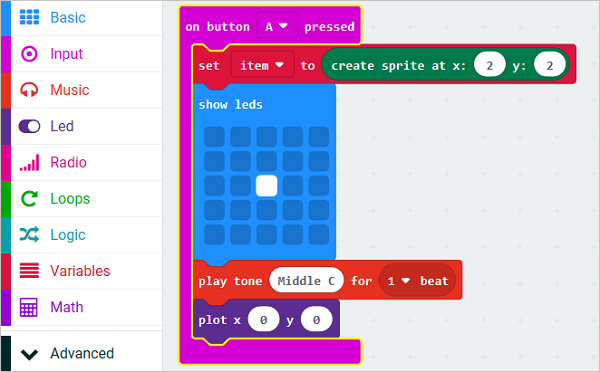 Basic
Input
Music
Led
Radio
Loops
Logic
Variables
Math
Advanced
on button A pressed
set item to create sprite at x: 2 y: 2
show leds
play tone Middle C for 1 beat
plot x 0 y 0